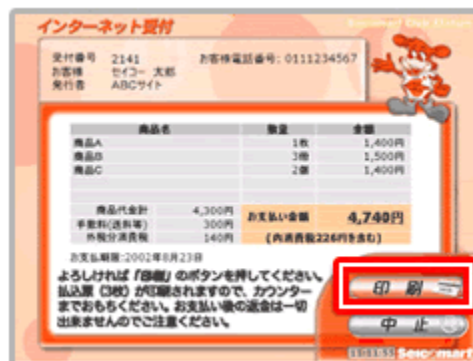 インターネット受付
Seicomart Club Station
受付番号 2141 お客様電話番号: 0111234567
お客様 セイコー 太郎
発行者 ABCサイト
商品名 数量 金額
商品A 1枚 1,400円
商品B 3冊 1,500円
商品C 2個 1,400円
商品代金計 4,300円
手数料(送料等) 300円
外税分消費税 140円
お支払い金額 4,740円
(内消費税226円を含む)
お支払期限:2002年8月23日
よろしければ「印刷」のボタンを押してください。
払込票(3枚)が印刷されますので、カウンター
までおもちください。お支払い後の返金は一切
出来ませんのでご注意ください。
印 刷
中 止
Seicomart